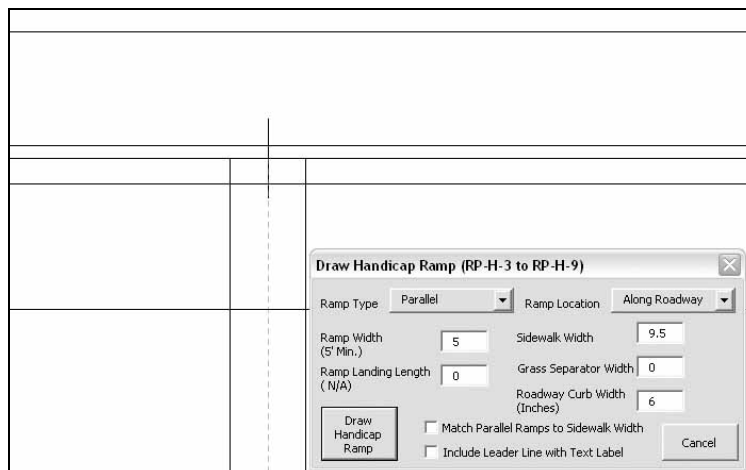 Draw Handicap Ramp (RP-H-3 to RP-H-9)
Ramp Type Parallel Ramp Location Along Roadway
Ramp Width
(5' Min.) 5
Sidewalk Width 9.5
Ramp Landing Length
( N/A) 0
Grass Separator Width 0
Roadway Curb Width
(Inches) 6
Draw
Handicap
Ramp
Match Parallel Ramps to Sidewalk Width
Include Leader Line with Text Label
Cancel